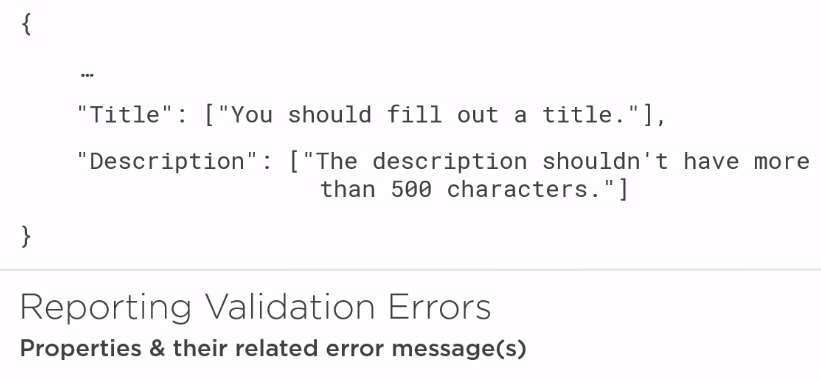 {
…
"Title": ["You should fill out a title."],
"Description": ["The description shouldn't have more
than 500 characters."]
}
Reporting Validation Errors
Properties & their related error message(s)